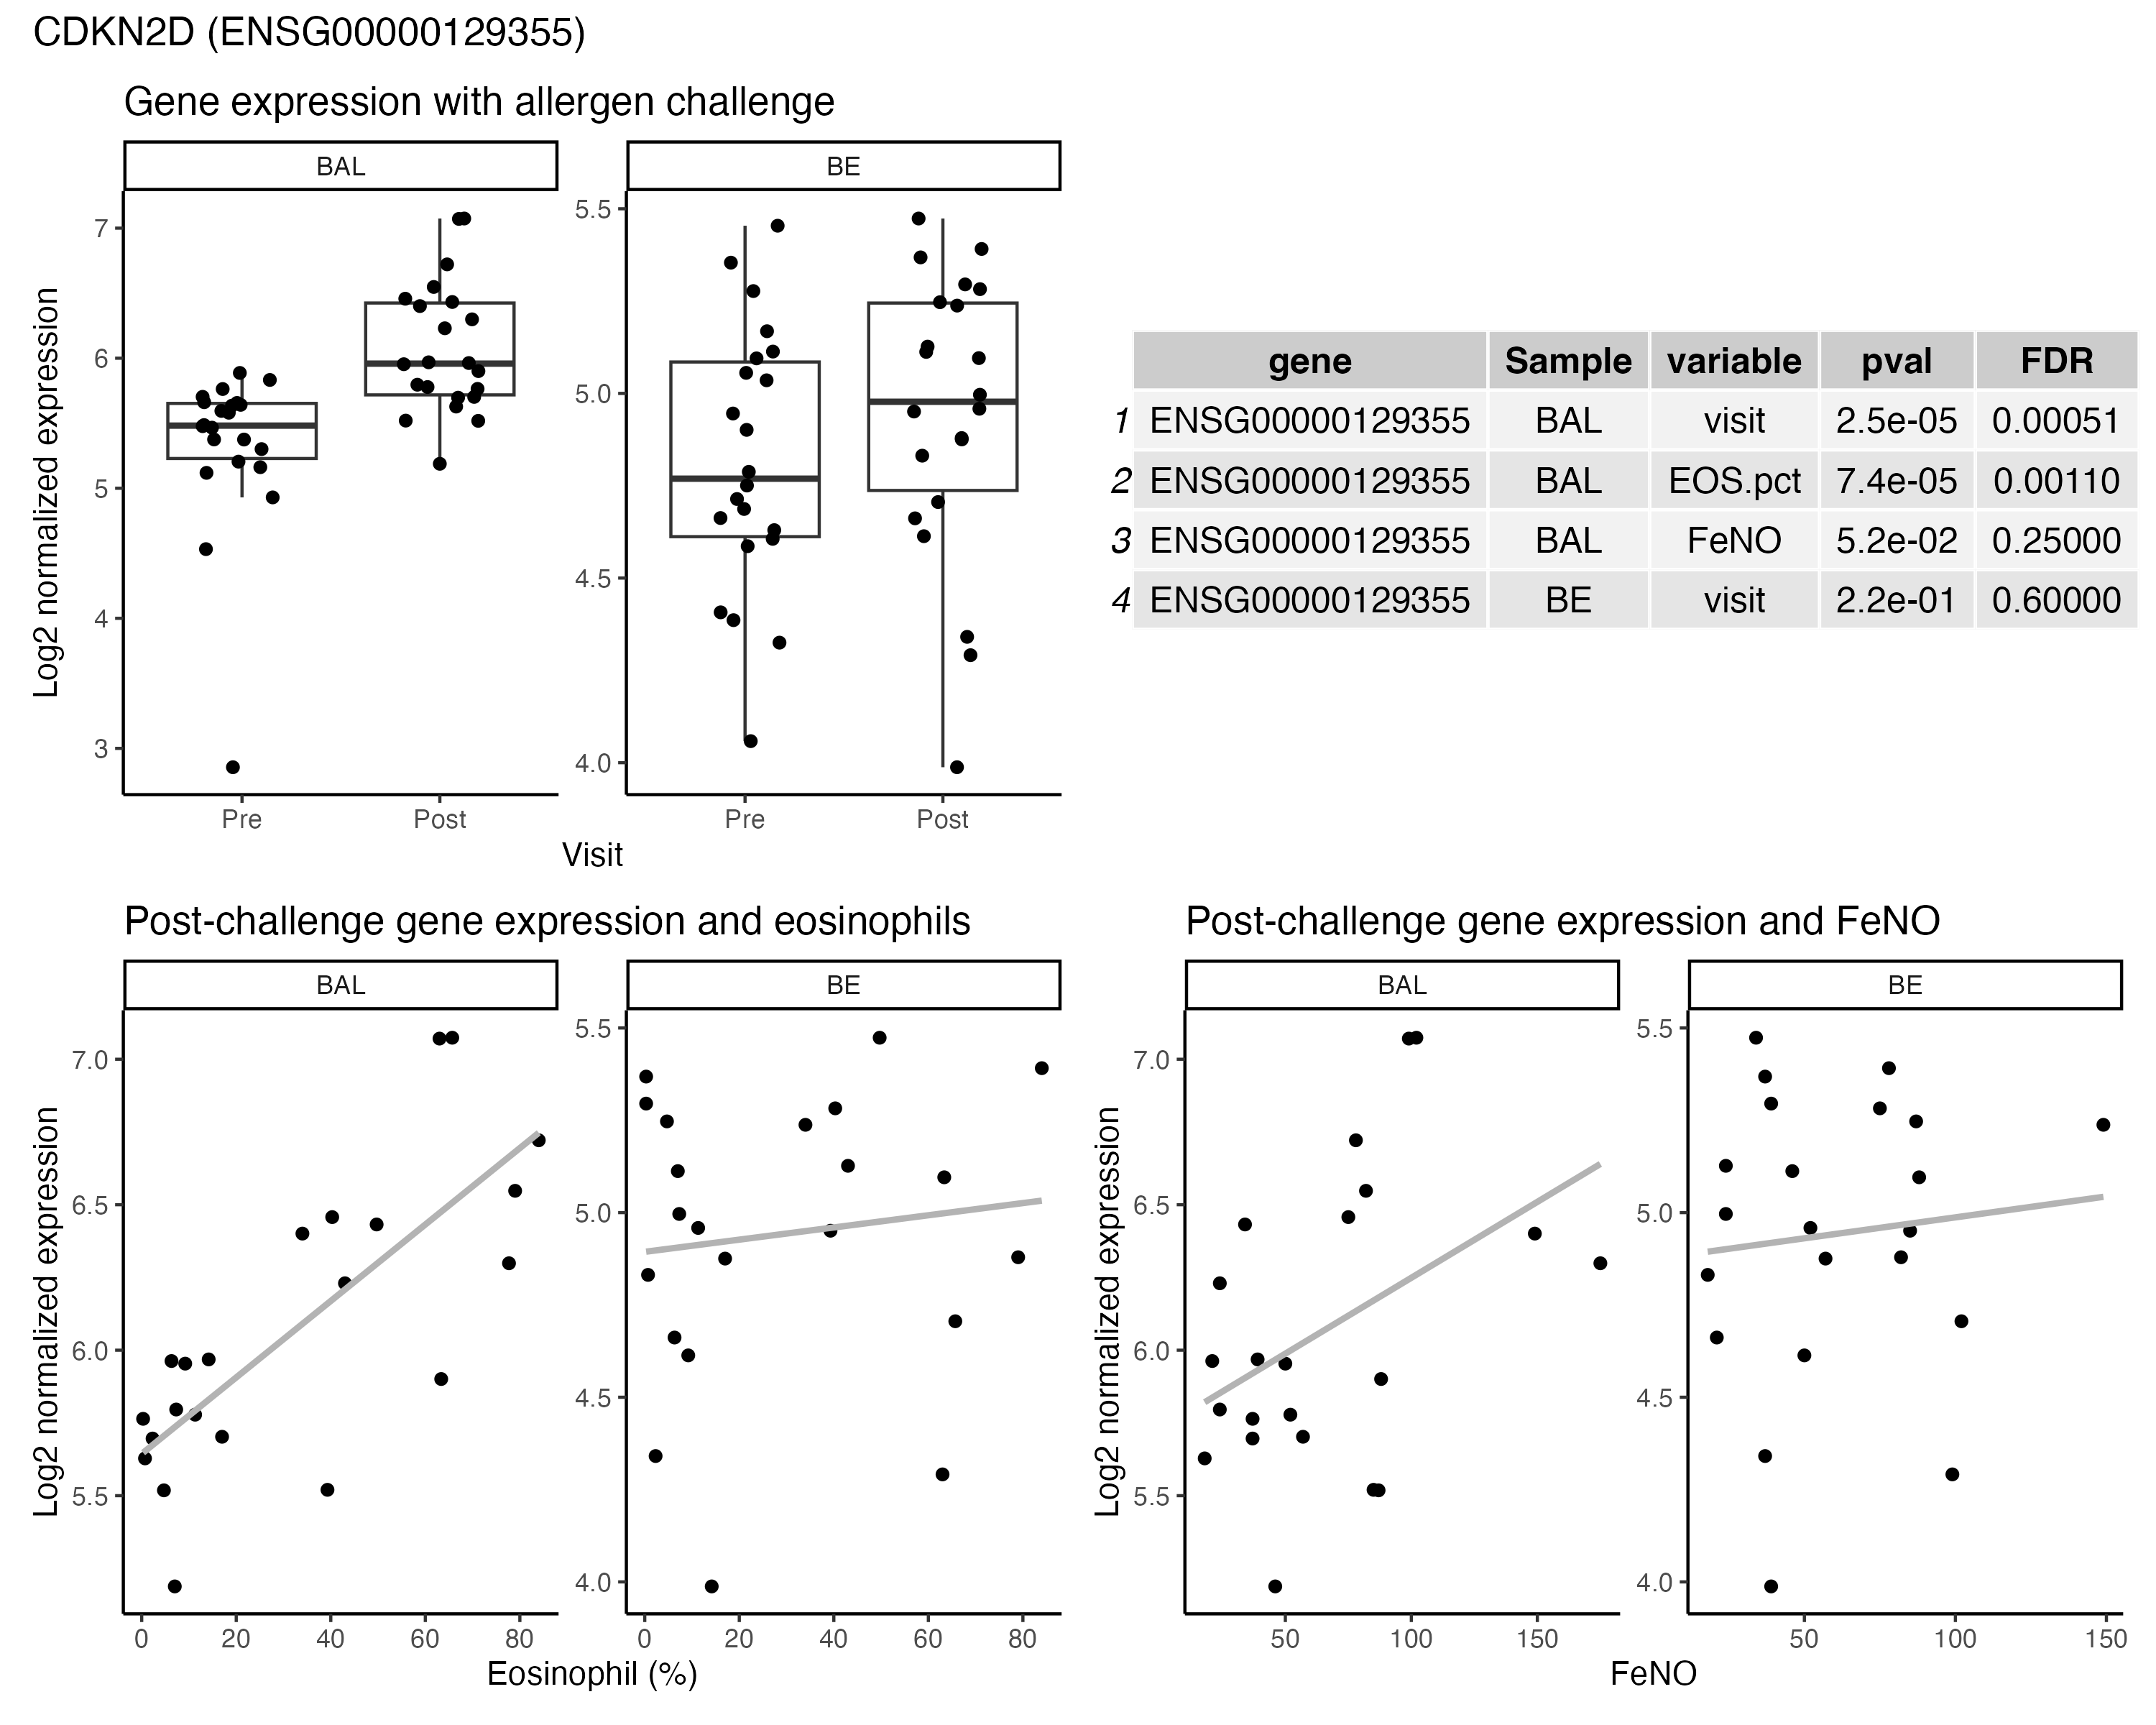 CDKN2D (ENSG00000129355)
Gene expression with allergen challenge
BAL
BE
Log2 normalized expression
7
6
5
4
3
5.5
5.0
4.5
4.0
Pre
Post
Pre
Post
Visit
gene Sample variable pval FDR
1 ENSG00000129355 BAL visit 2.5e-05 0.00051
2 ENSG00000129355 BAL EOS.pct 7.4e-05 0.00110
3 ENSG00000129355 BAL FeNO 5.2e-02 0.25000
4 ENSG00000129355 BE visit 2.2e-01 0.60000
Post-challenge gene expression and eosinophils
BAL
BE
Log2 normalized expression
7.0
6.5
6.0
5.5
5.5
5.0
4.5
4.0
0 20 40 60 80
0 20 40 60 80
Eosinophil (%)
Post-challenge gene expression and FeNO
BAL
BE
Log2 normalized expression
7.0
6.5
6.0
5.5
5.5
5.0
4.5
4.0
50 100 150
50 100 150
FeNO